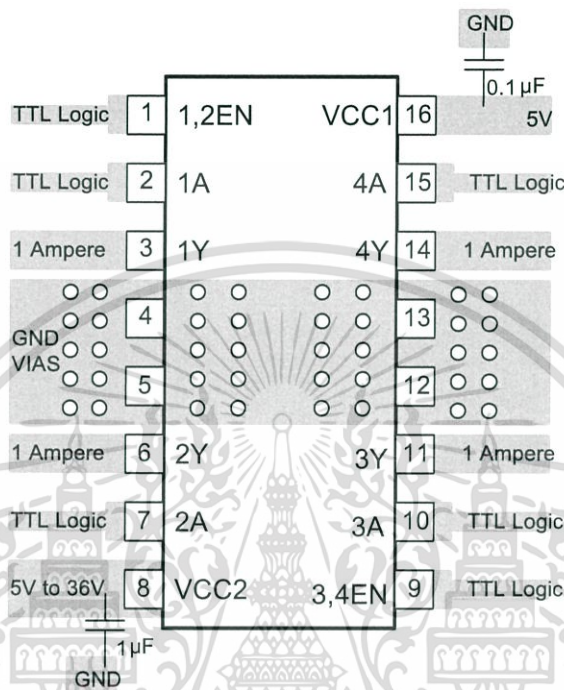 GND
0.1 µF
TTL Logic 1 1,2EN VCC1 16 5V
TTL Logic 2 1A 4A 15 TTL Logic
1 Ampere 3 1Y 4Y 14 1 Ampere
4 13
GND
VIAS
5 12
1 Ampere 6 2Y 3Y 11 1 Ampere
TTL Logic 7 2A 3A 10 TTL Logic
5V to 36V 8 VCC2 3,4EN 9 TTL Logic
1µF
GND